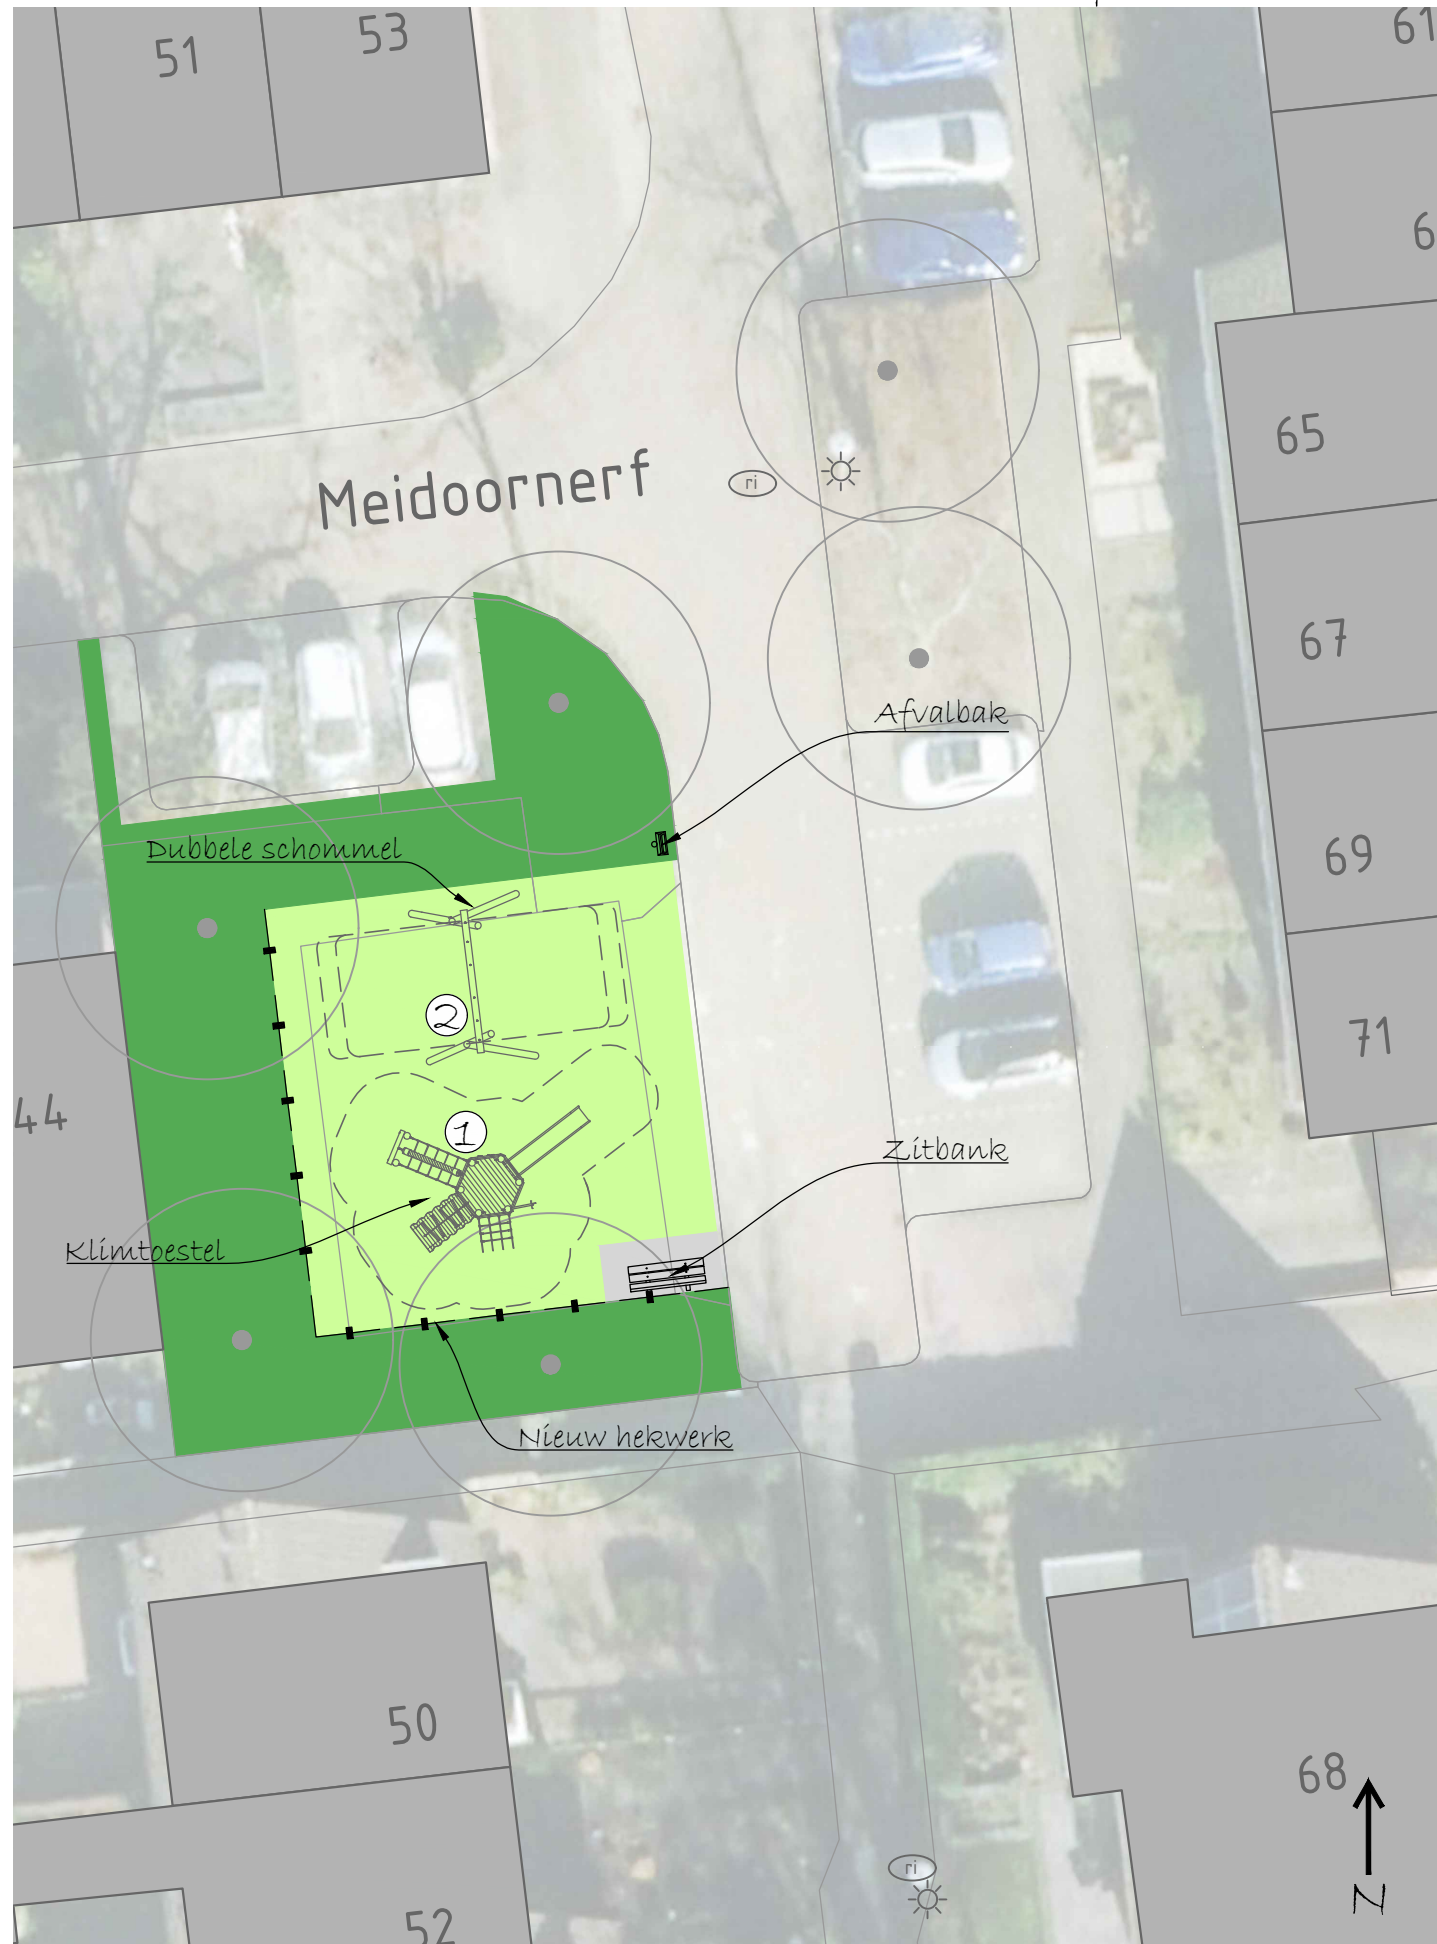 51
53
61
6
65
Meidoornerf
ri
67
Afvalbak
Dubbele schommel
69
2
71
44
1
Zitbank
Klimtoestel
Nieuw hekwerk
50
68
ri
N
52